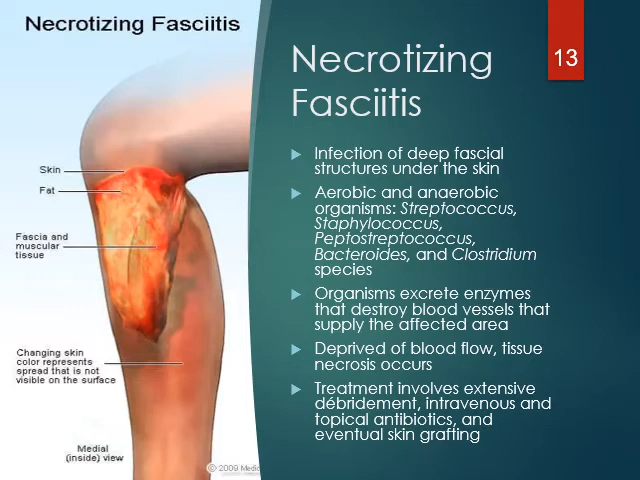 Necrotizing Fasciitis
Skin
Fat
Fascia and
muscular
tissue
Changing skin
color represents
spread that is not
visible on the surface
Medial
(inside) view
© 2009 Medic
Necrotizing
Fasciitis
13
Infection of deep fascial
structures under the skin
Aerobic and anaerobic
organisms: Streptococcus,
Staphylococcus,
Peptostreptococcus,
Bacteroides, and Clostridium
species
Organisms excrete enzymes
that destroy blood vessels that
supply the affected area
Deprived of blood flow, tissue
necrosis occurs
Treatment involves extensive
débridement, intravenous and
topical antibiotics, and
eventual skin grafting